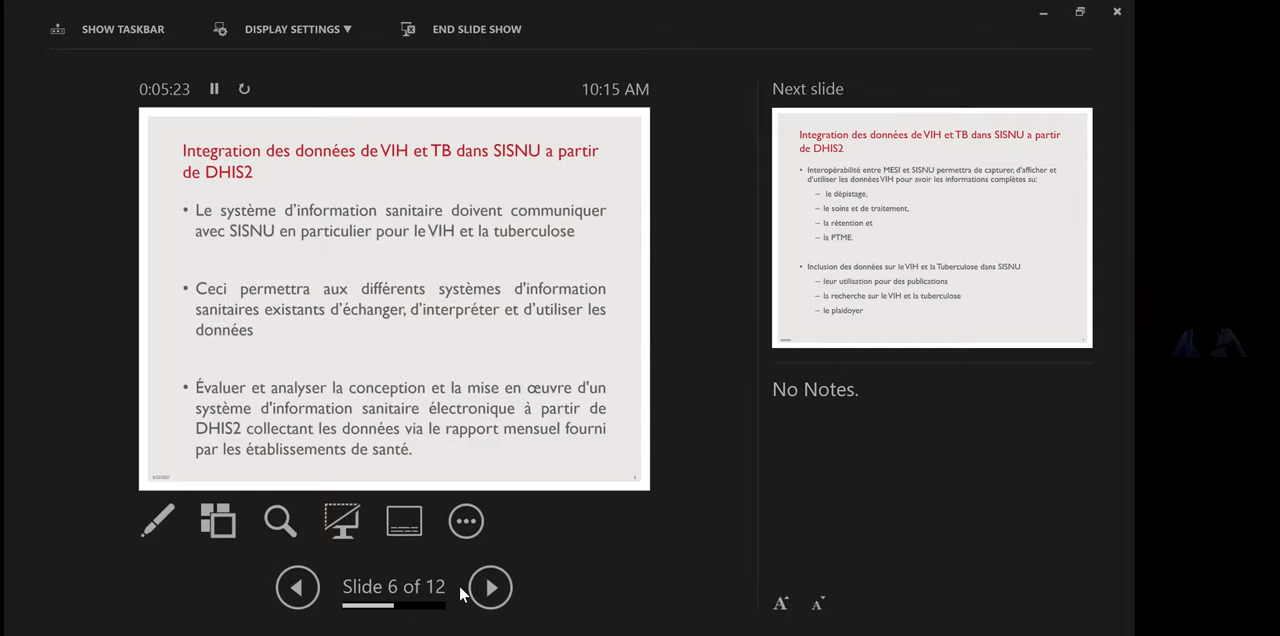 SHOW TASKBAR
DISPLAY SETTINGS ▼
END SLIDE SHOW
0:05:23
10:15 AM
Integration des données de VIH et TB dans SISNU a partir
de DHIS2
• Le système d’information sanitaire doivent communiquer
avec SISNU en particulier pour le VIH et la tuberculose
• Ceci permettra aux différents systèmes d'information
sanitaires existants d’échanger, d’interpréter et d’utiliser les
données
• Évaluer et analyser la conception et la mise en œuvre d'un
système d'information sanitaire électronique à partir de
DHIS2 collectant les données via le rapport mensuel fourni
par les établissements de santé.
6
Slide 6 of 12
Next slide
Integration des données de VIH et TB dans SISNU a partir
de DHIS2
• Interopérabilité entre MESI et SISNU permettra de capturer, d'afficher et
d'utiliser les données VIH pour avoir les informations complètes su:
– le dépistage,
– le soins et de traitement,
– la rétention et
– la PTME.
• Inclusion des données sur le VIH et la Tuberculose dans SISNU
– leur utilisation pour des publications
– la recherche sur le VIH et la tuberculose
– le plaidoyer
7
No Notes.
A A